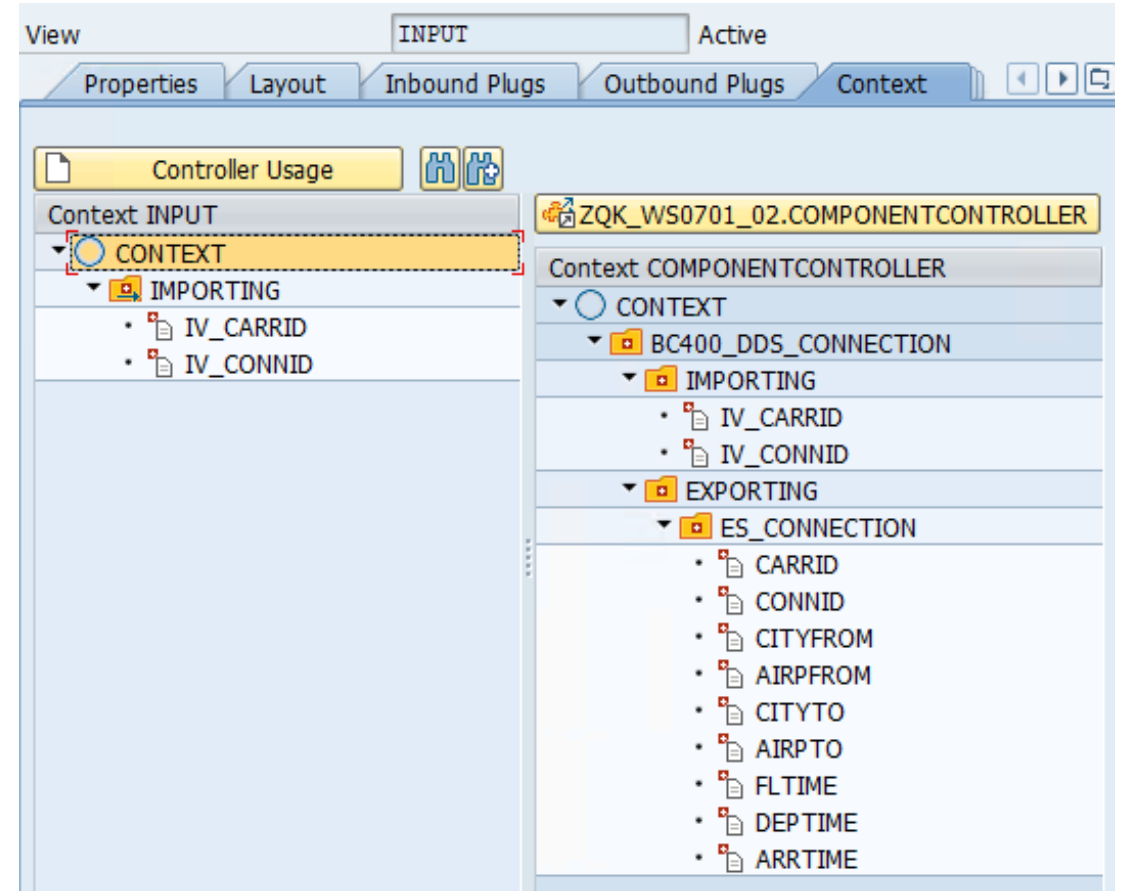 View INPUT Active
Properties Layout Inbound Plugs Outbound Plugs Context
Controller Usage
Context INPUT
CONTEXT
IMPORTING
IV_CARRID
IV_CONNID
ZQK_WS0701_02.COMPONENTCONTROLLER
Context COMPONENTCONTROLLER
CONTEXT
BC400_DDS_CONNECTION
IMPORTING
IV_CARRID
IV_CONNID
EXPORTING
ES_CONNECTION
CARRID
CONNID
CITYFROM
AIRPFROM
CITYTO
AIRPTO
FLTIME
DEPTIME
ARRTIME